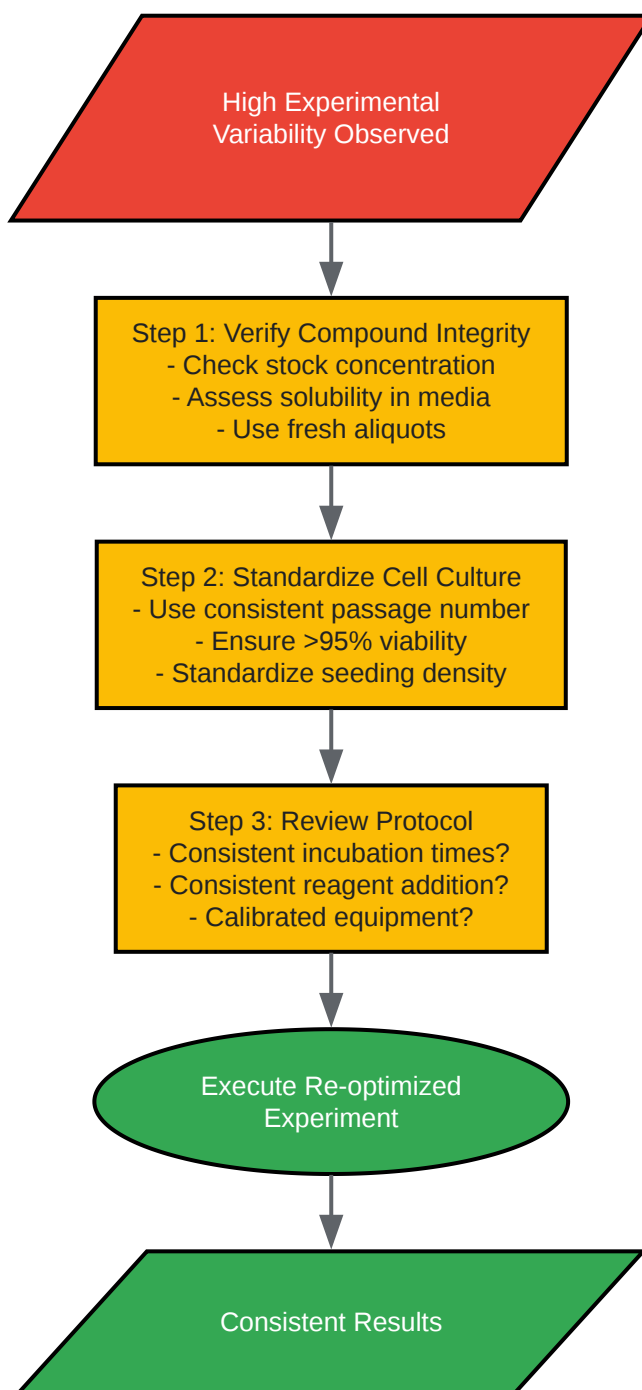 High Experimental
Variability Observed
Step 1: Verify Compound Integrity
- Check stock concentration
- Assess solubility in media
- Use fresh aliquots
Step 2: Standardize Cell Culture
- Use consistent passage number
- Ensure >95% viability
- Standardize seeding density
Step 3: Review Protocol
- Consistent incubation times?
- Consistent reagent addition?
- Calibrated equipment?
Execute Re-optimized
Experiment
Consistent Results